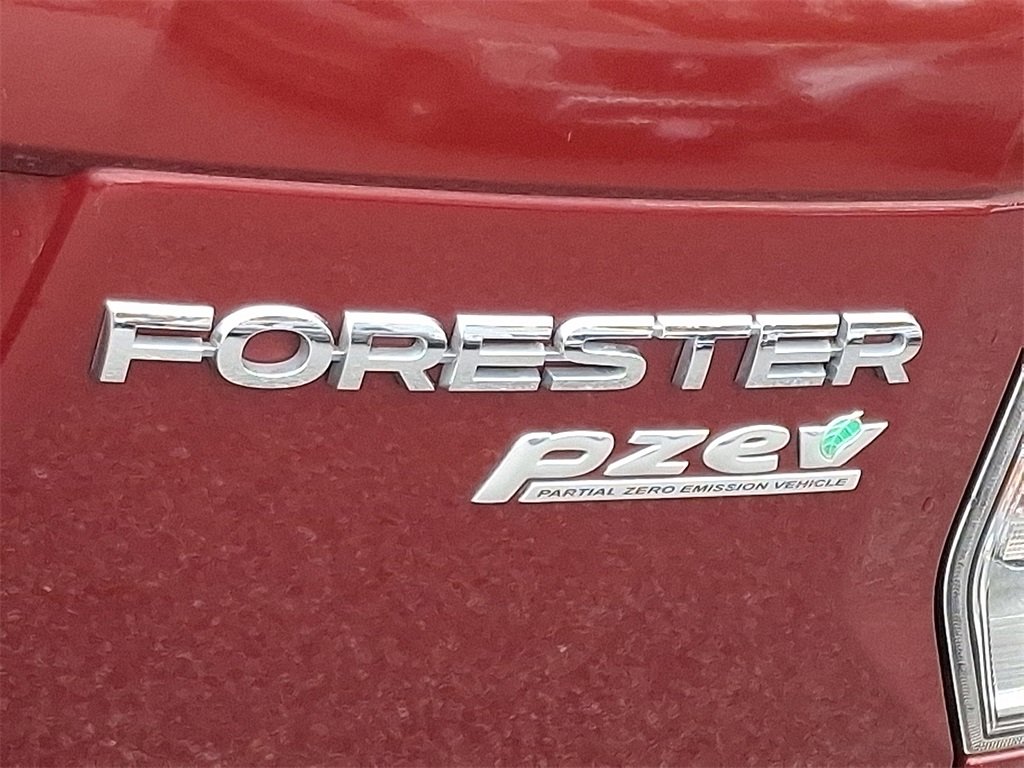 FORESTER
pzev
PARTIAL ZERO EMISSION VEHICLE